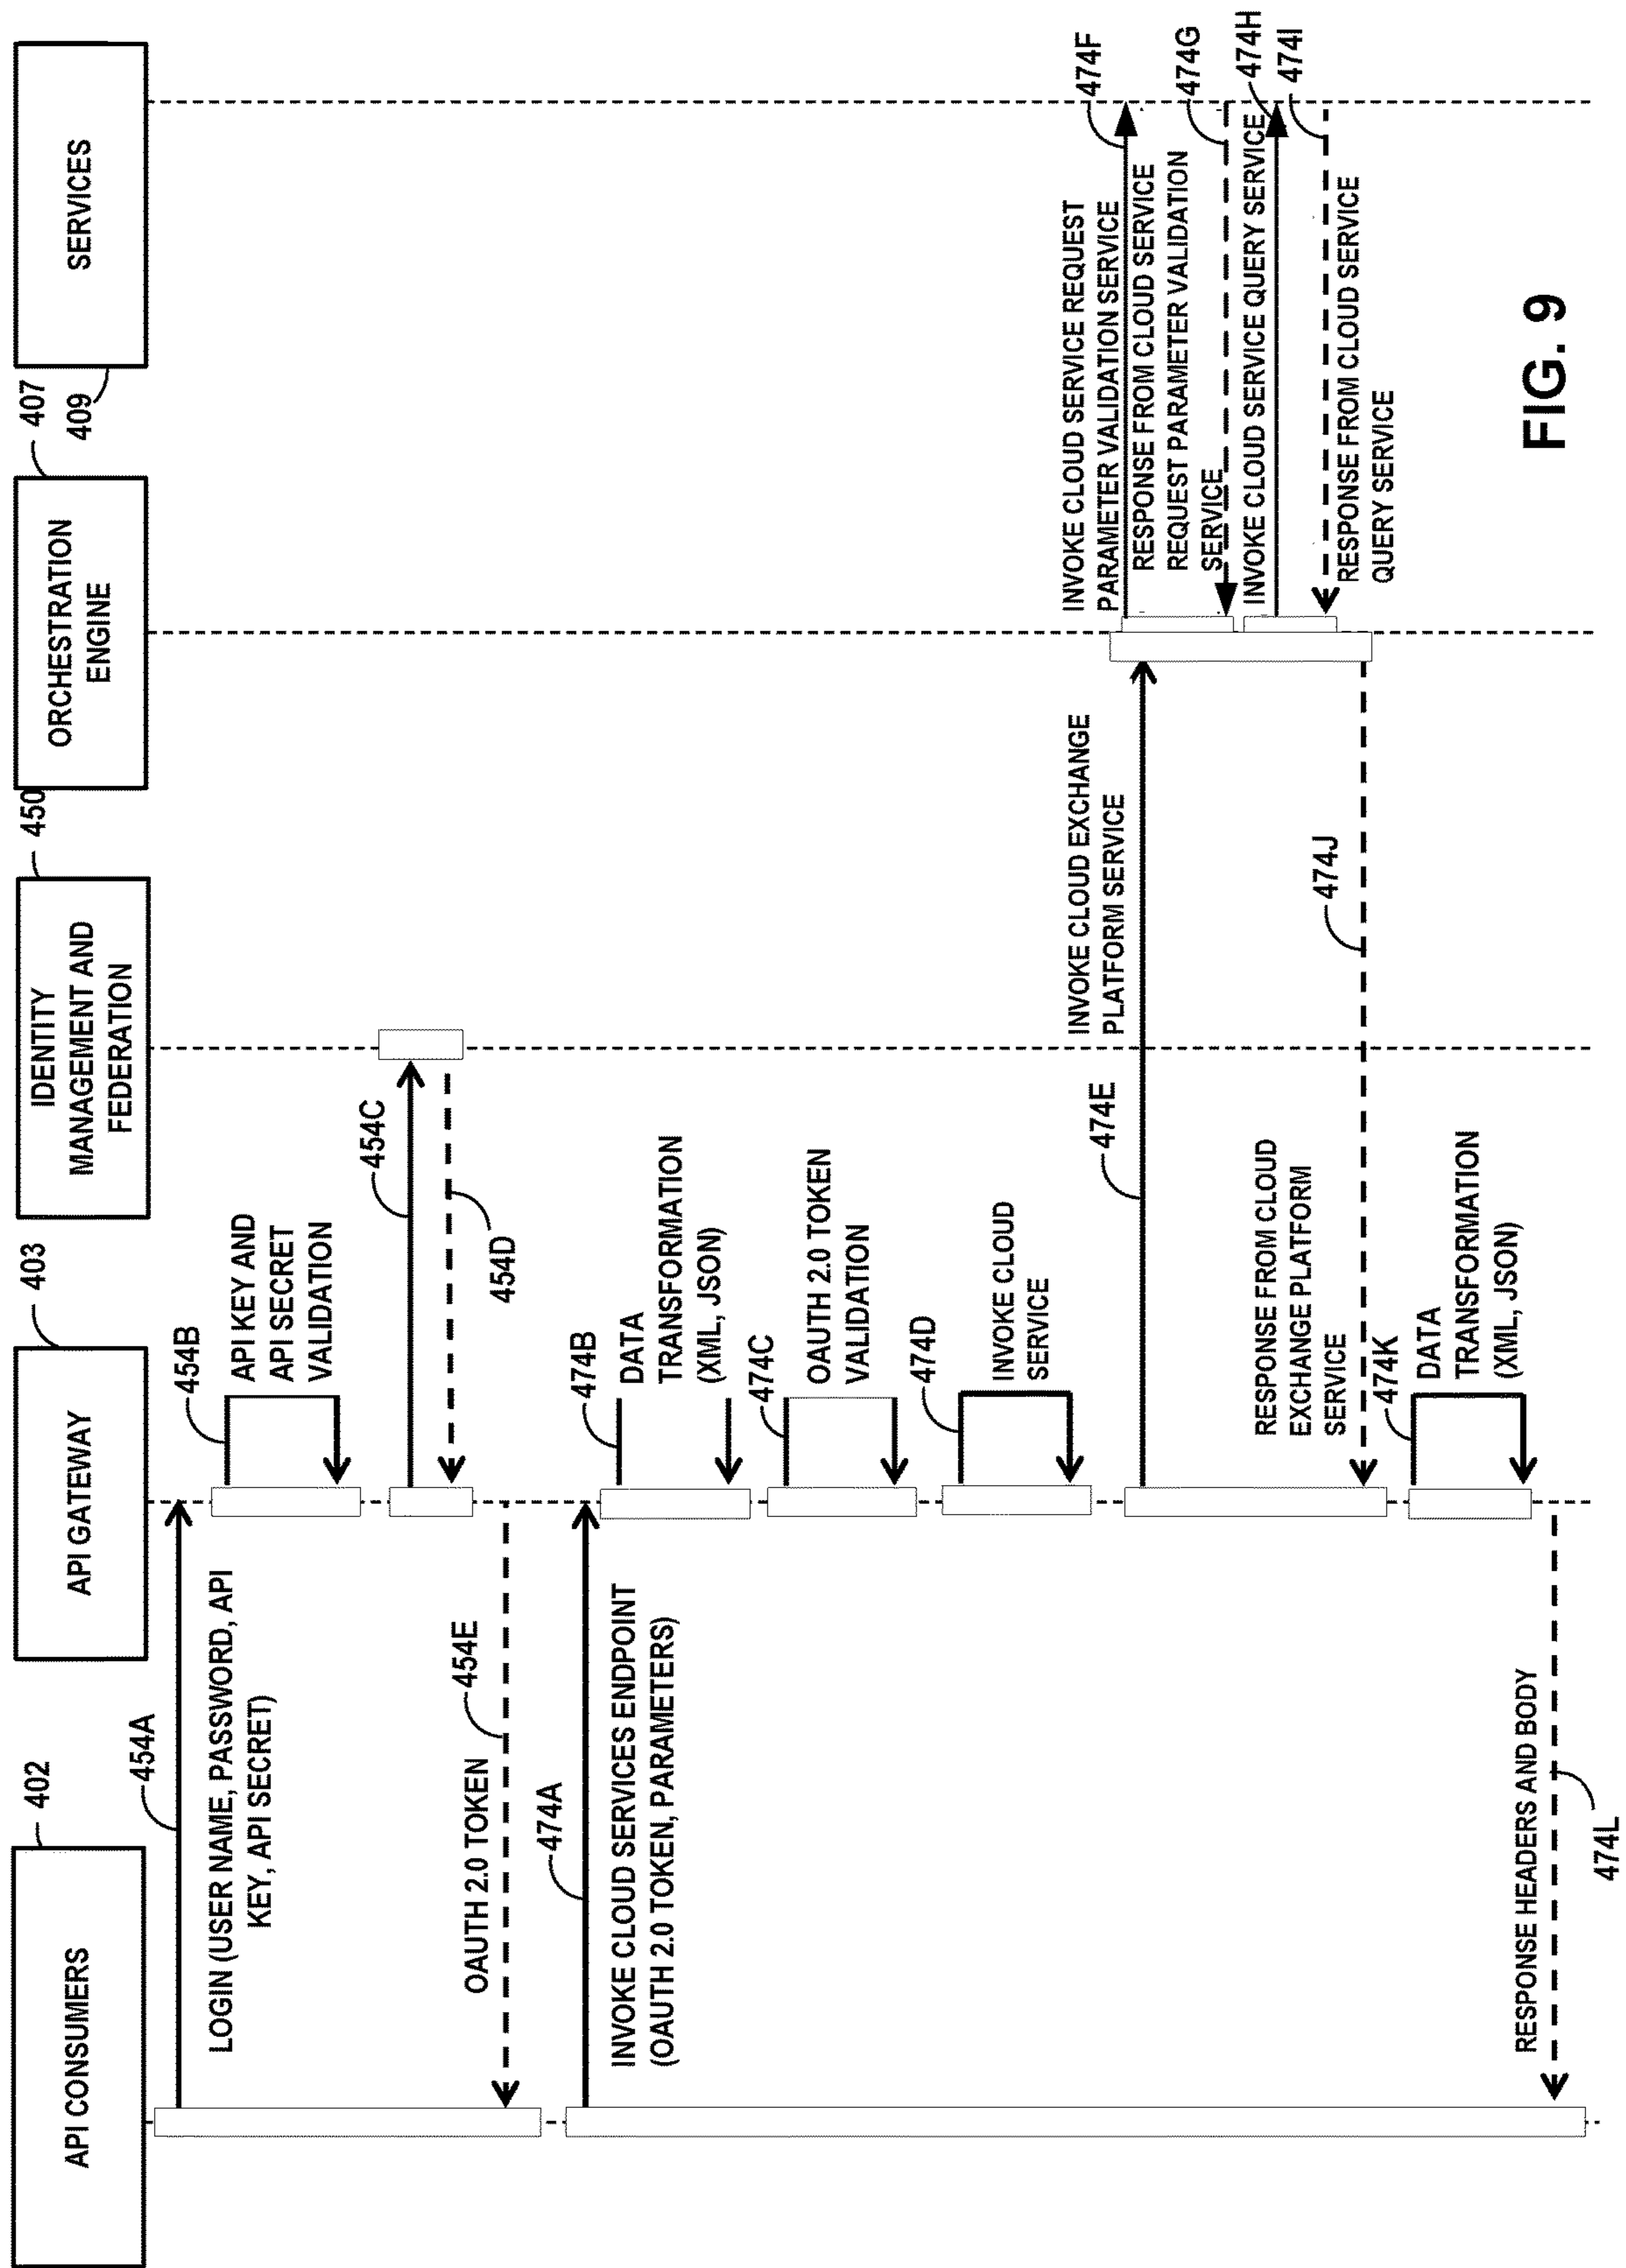 API CONSUMERS
402
API GATEWAY
403
IDENTITY
MANAGEMENT AND
FEDERATION
450
ORCHESTRATION
ENGINE
407
SERVICES
409
454A
LOGIN (USER NAME, PASSWORD, API
KEY, API SECRET)
454B
API KEY AND
API SECRET
VALIDATION
454C
454D
OAUTH 2.0 TOKEN
454E
474A
INVOKE CLOUD SERVICES ENDPOINT
(OAUTH 2.0 TOKEN, PARAMETERS)
474B
DATA
TRANSFORMATION
(XML, JSON)
474C
OAUTH 2.0 TOKEN
VALIDATION
474D
INVOKE CLOUD
SERVICE
474E
INVOKE CLOUD EXCHANGE
PLATFORM SERVICE
INVOKE CLOUD SERVICE REQUEST
PARAMETER VALIDATION SERVICE
474F
RESPONSE FROM CLOUD SERVICE
REQUEST PARAMETER VALIDATION
SERVICE
474G
INVOKE CLOUD SERVICE QUERY SERVICE
474H
474I
RESPONSE FROM CLOUD SERVICE
QUERY SERVICE
RESPONSE FROM CLOUD
EXCHANGE PLATFORM
SERVICE
474J
474K
DATA
TRANSFORMATION
(XML, JSON)
RESPONSE HEADERS AND BODY
474L
FIG. 9